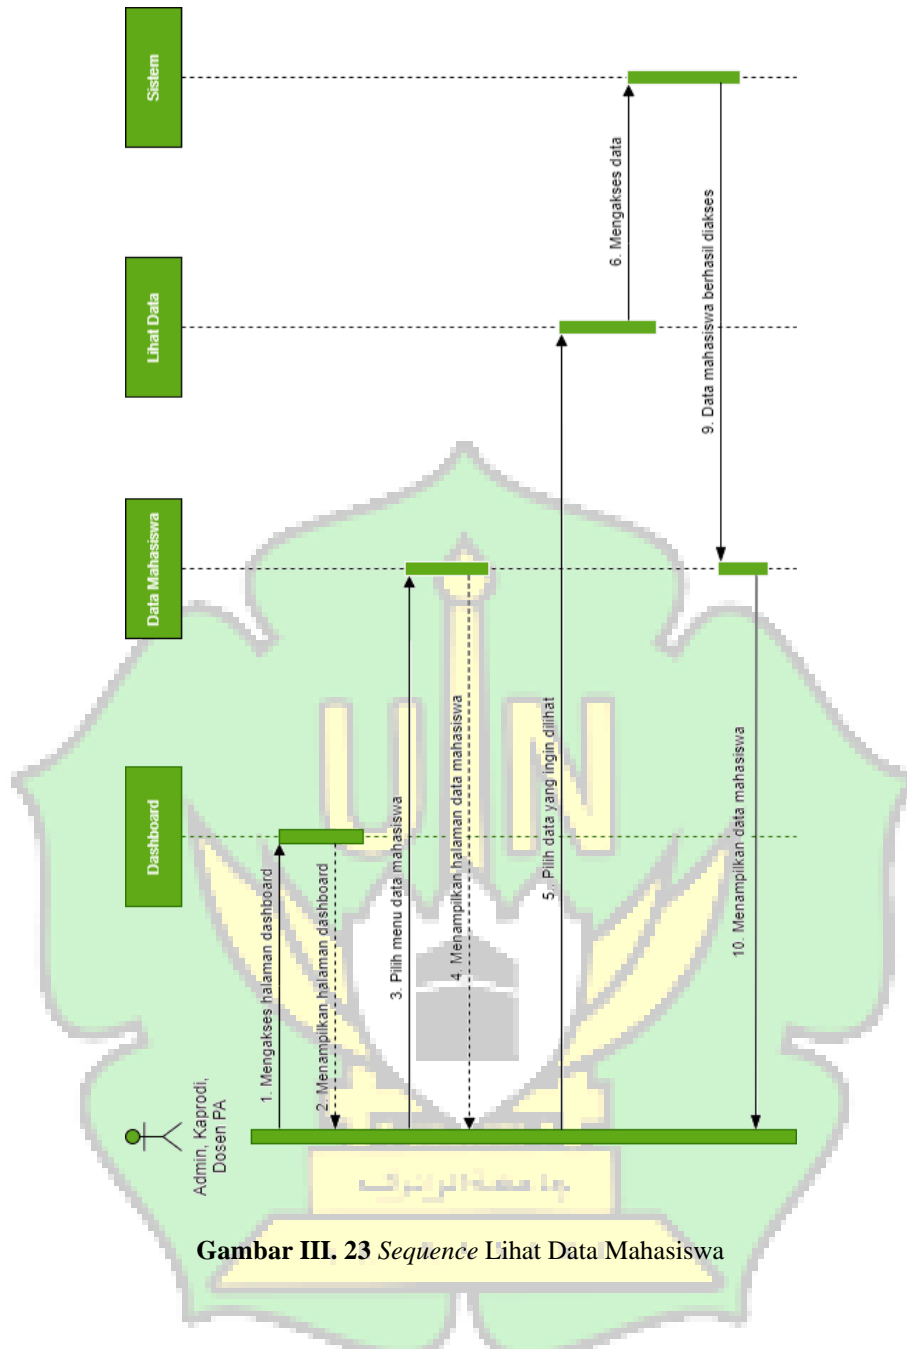 Admin, Kaprodi,
Dosen PA
Dashboard
Data Mahasiswa
Lihat Data
Sistem
1. Mengakses halaman dashboard
2. Menampilkan halaman dashboard
3. Pilih menu data mahasiswa
4. Menampilkan halaman data mahasiswa
5.. Pilih data yang ingin dilihat
6. Mengakses data
9. Data mahasiswa berhasil diakses
10. Menampilkan data mahasiswa
UIN
Gambar III. 23 Sequence Lihat Data Mahasiswa